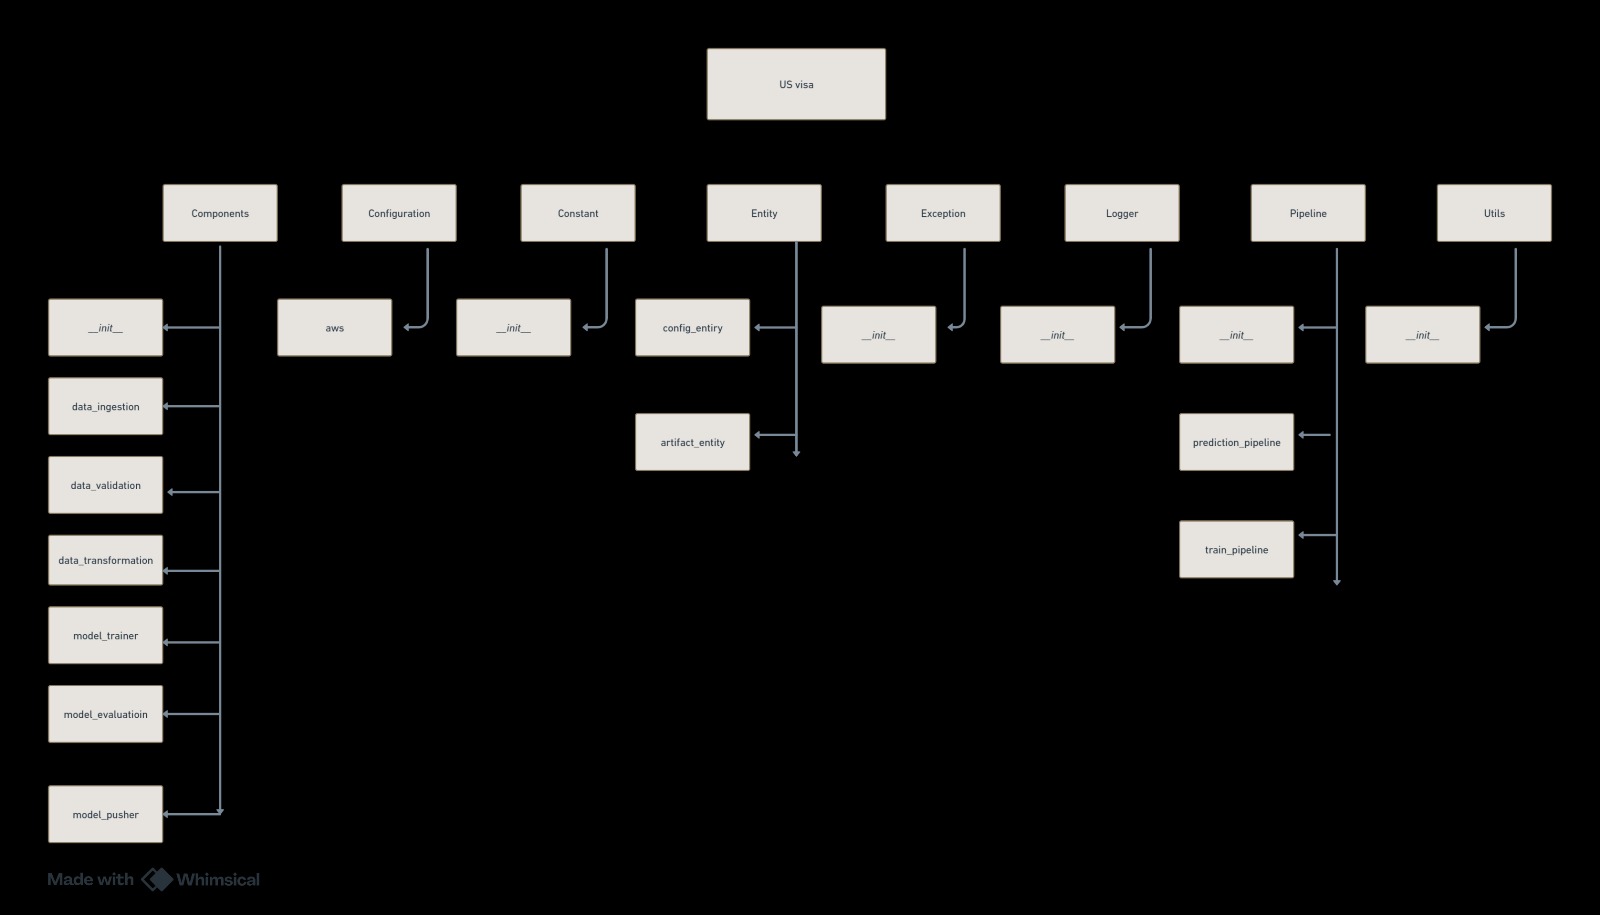 US visa
Components
Configuration
Constant
Entity
Exception
Logger
Pipeline
Utils
__init__
aws
__init__
config_entiry
__init__
__init__
__init__
__init__
data_ingestion
artifact_entity
prediction_pipeline
data_validation
data_transformation
train_pipeline
model_trainer
model_evaluatioin
model_pusher
Made with Whimsical